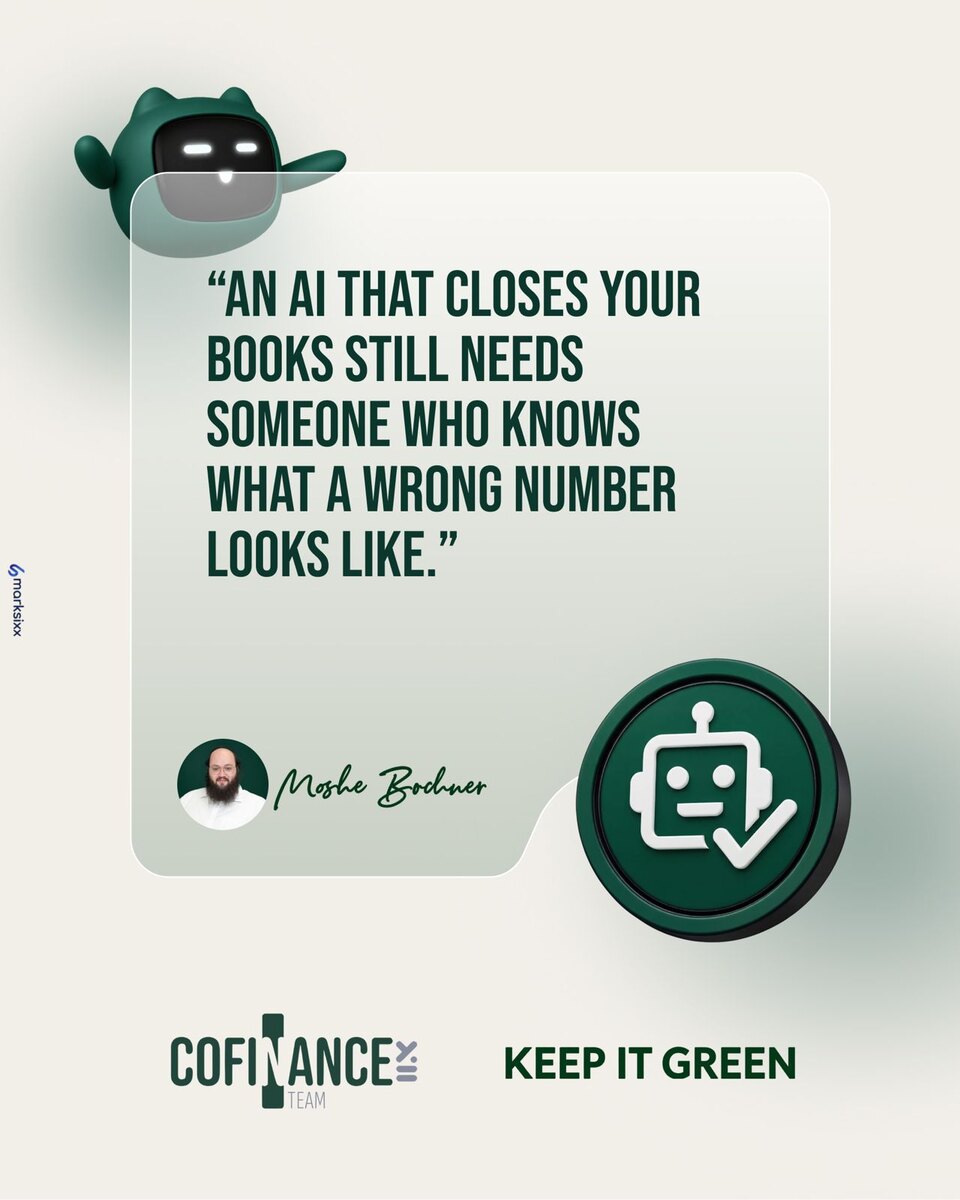 “AN AI THAT CLOSES YOUR
BOOKS STILL NEEDS
SOMEONE WHO KNOWS
WHAT A WRONG NUMBER
LOOKS LIKE.”
marksixx
Moshe Bochner
COFINANCE
TEAM
KEEP IT GREEN